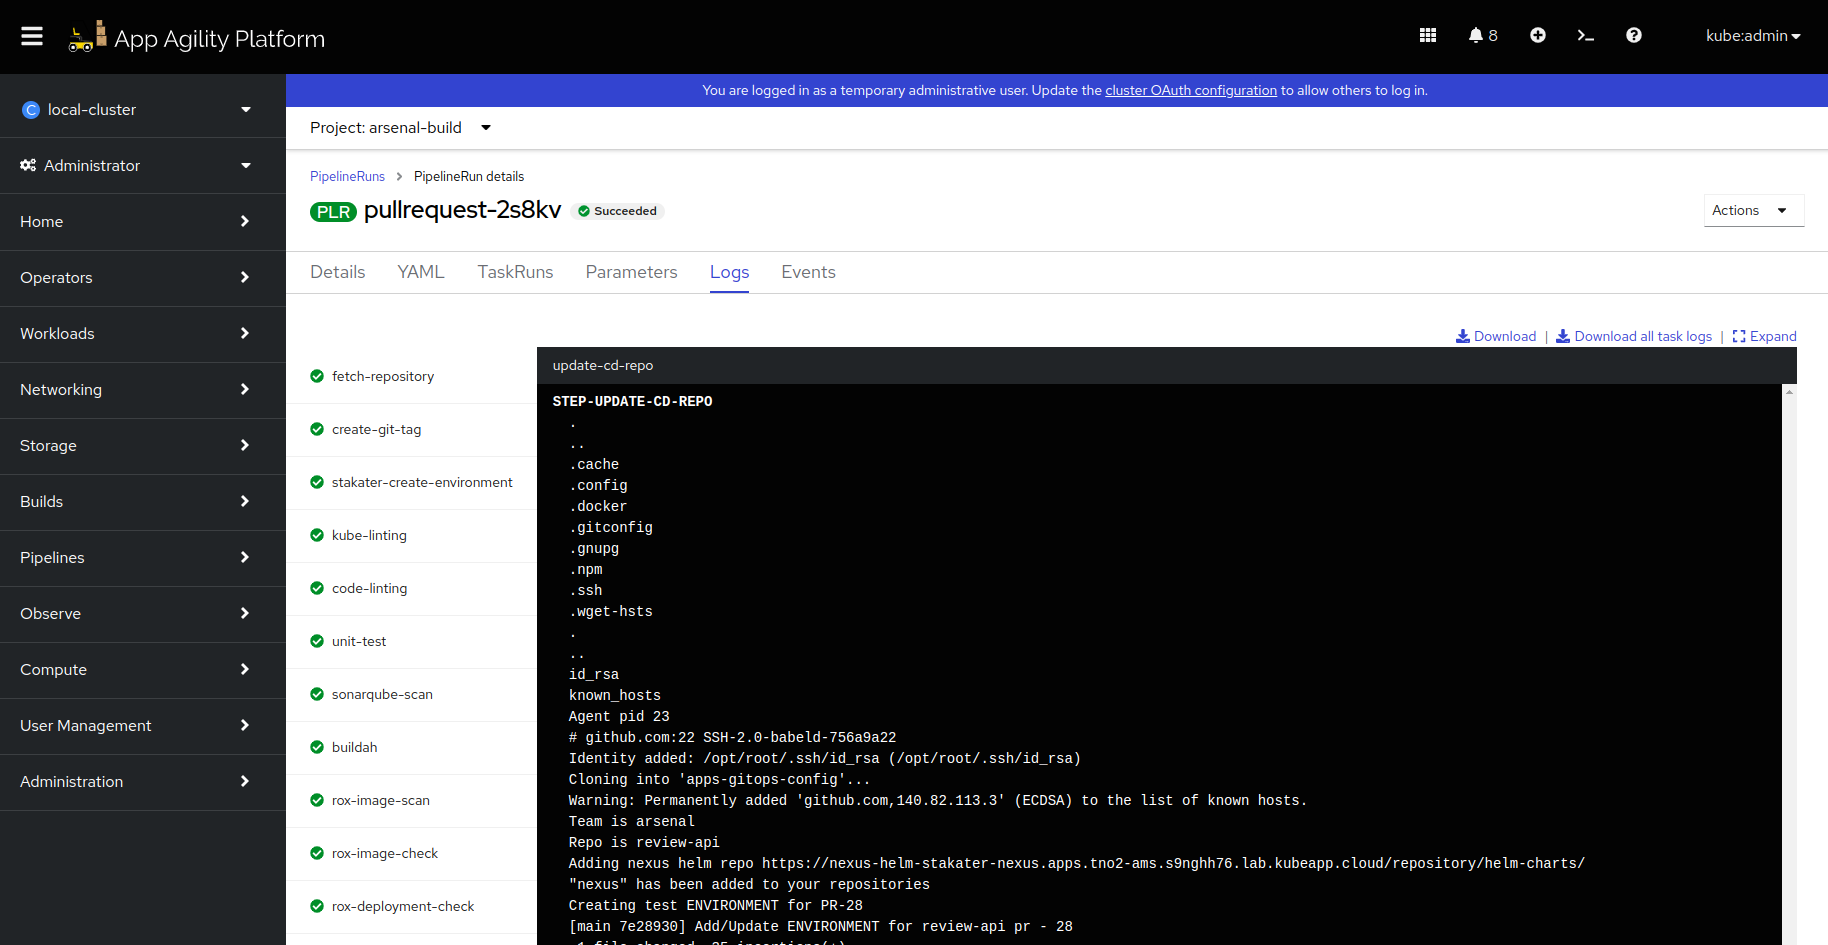 App Agility Platform
8
kube:admin
C local-cluster
Administrator
Home
Operators
Workloads
Networking
Storage
Builds
Pipelines
Observe
Compute
User Management
Administration
You are logged in as a temporary administrative user. Update the cluster OAuth configuration to allow others to log in.
Project: arsenal-build
PipelineRuns > PipelineRun details
PLR pullrequest-2s8kv Succeeded
Actions
Details YAML TaskRuns Parameters Logs Events
Download | Download all task logs | Expand
fetch-repository
create-git-tag
stakater-create-environment
kube-linting
code-linting
unit-test
sonarqube-scan
buildah
rox-image-scan
rox-image-check
rox-deployment-check
update-cd-repo
STEP-UPDATE-CD-REPO
.
..
.cache
.config
.docker
.gitconfig
.gnupg
.npm
.ssh
.wget-hsts
.
..
id_rsa
known_hosts
Agent pid 23
# github.com:22 SSH-2.0-babeld-756a9a22
Identity added: /opt/root/.ssh/id_rsa (/opt/root/.ssh/id_rsa)
Cloning into 'apps-gitops-config'...
Warning: Permanently added 'github.com,140.82.113.3' (ECDSA) to the list of known hosts.
Team is arsenal
Repo is review-api
Adding nexus helm repo https://nexus-helm-stakater-nexus.apps.tno2-ams.s9nghh76.lab.kubeapp.cloud/repository/helm-charts/
"nexus" has been added to your repositories
Creating test ENVIRONMENT for PR-28
[main 7e28930] Add/Update ENVIRONMENT for review-api pr - 28
1 file changed, 25 insertions(+)